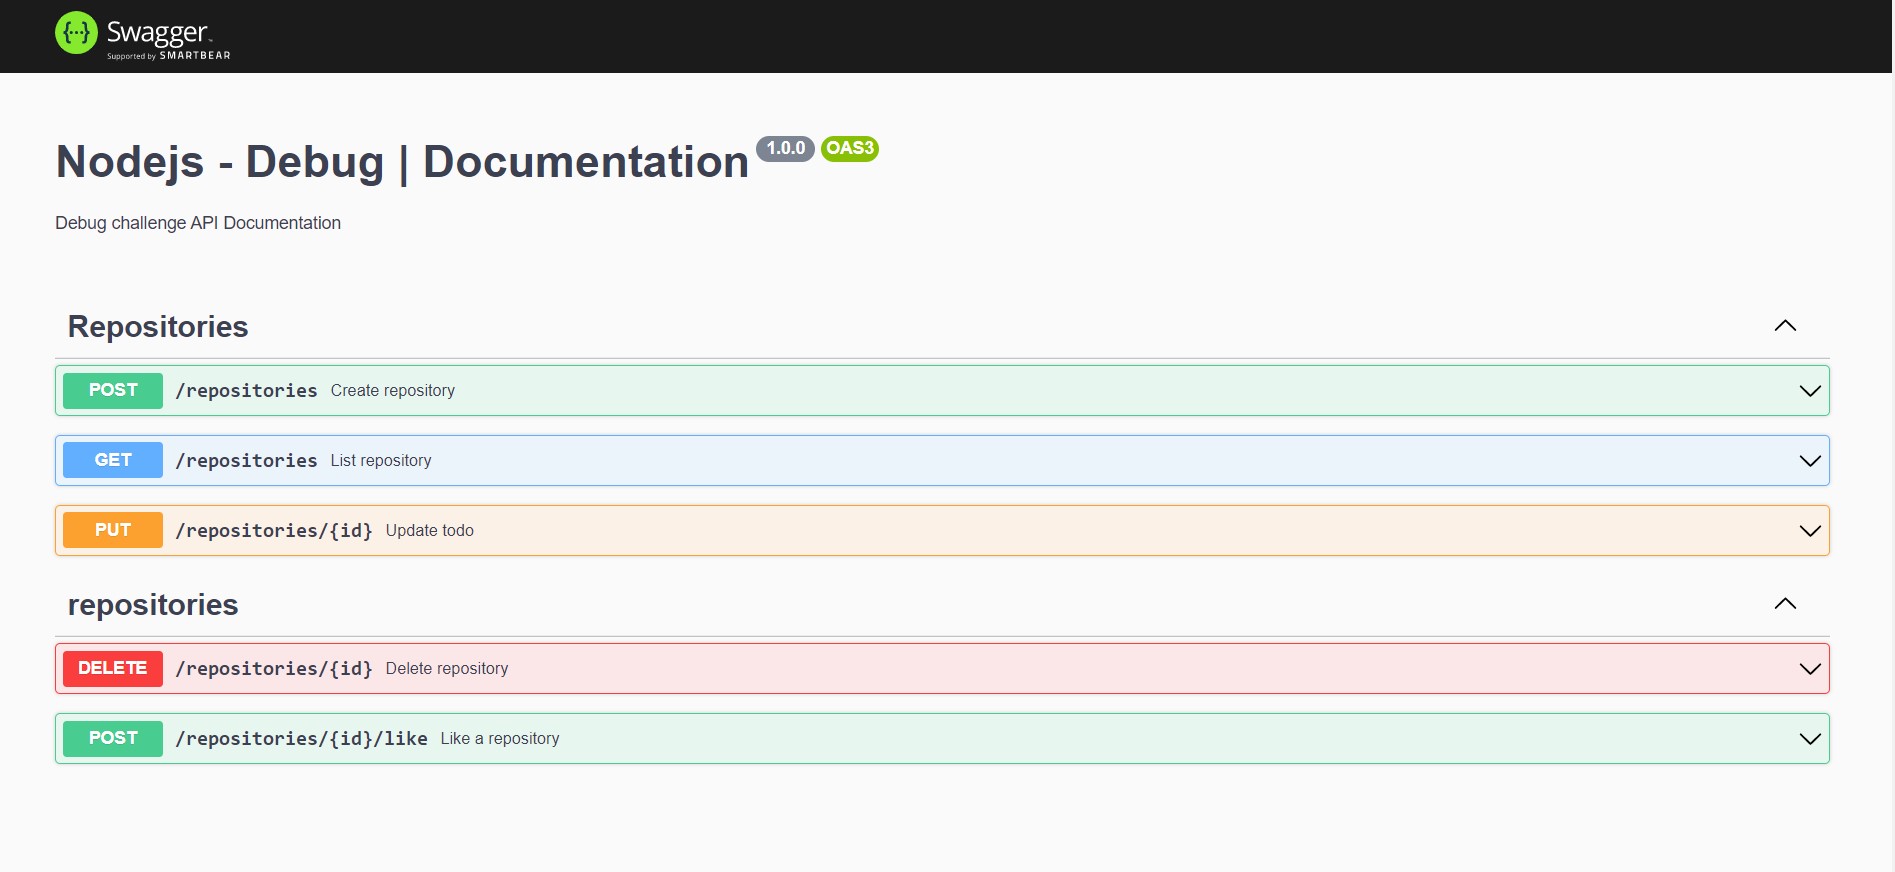 {···} Swagger™
Supported by SMARTBEAR
Nodejs - Debug | Documentation 1.0.0 OAS3
Debug challenge API Documentation
Repositories
POST /repositories Create repository
GET /repositories List repository
PUT /repositories/{id} Update todo
repositories
DELETE /repositories/{id} Delete repository
POST /repositories/{id}/like Like a repository